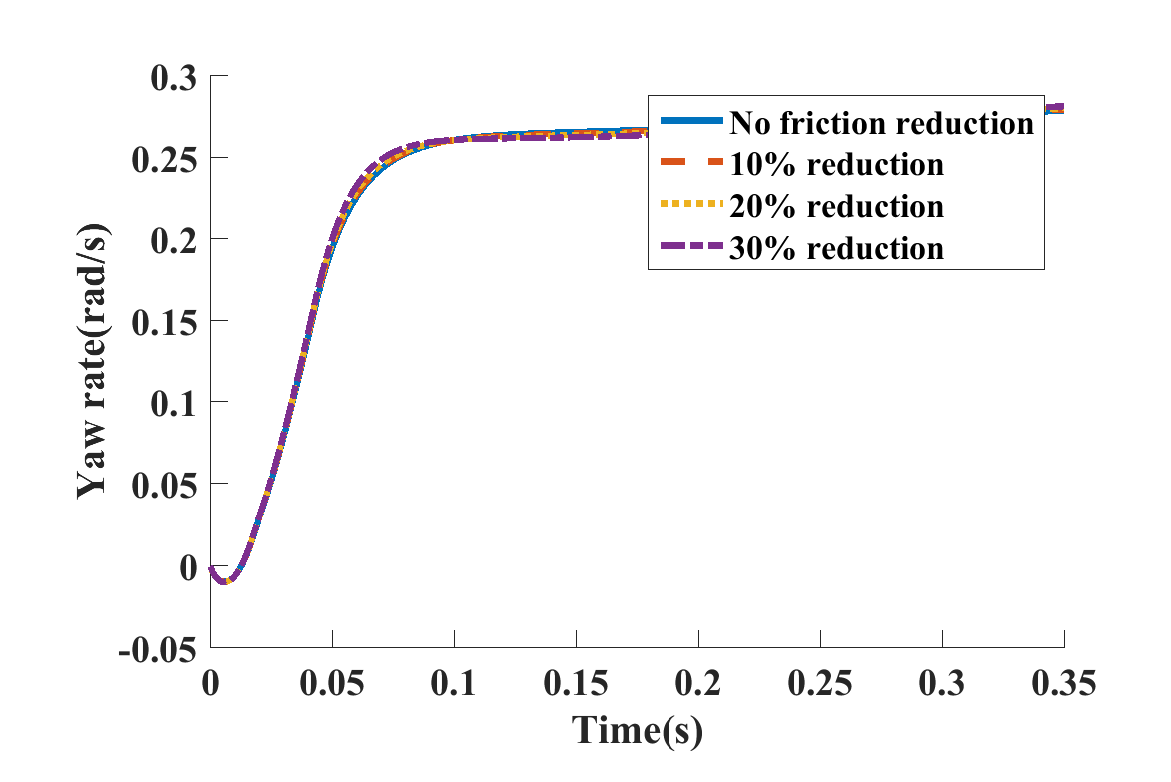 0.3
0.25
0.2
0.15
0.1
0.05
0
-0.05
Yaw rate(rad/s)
No friction reduction
10% reduction
20% reduction
30% reduction
0 0.05 0.1 0.15 0.2 0.25 0.3 0.35
Time(s)